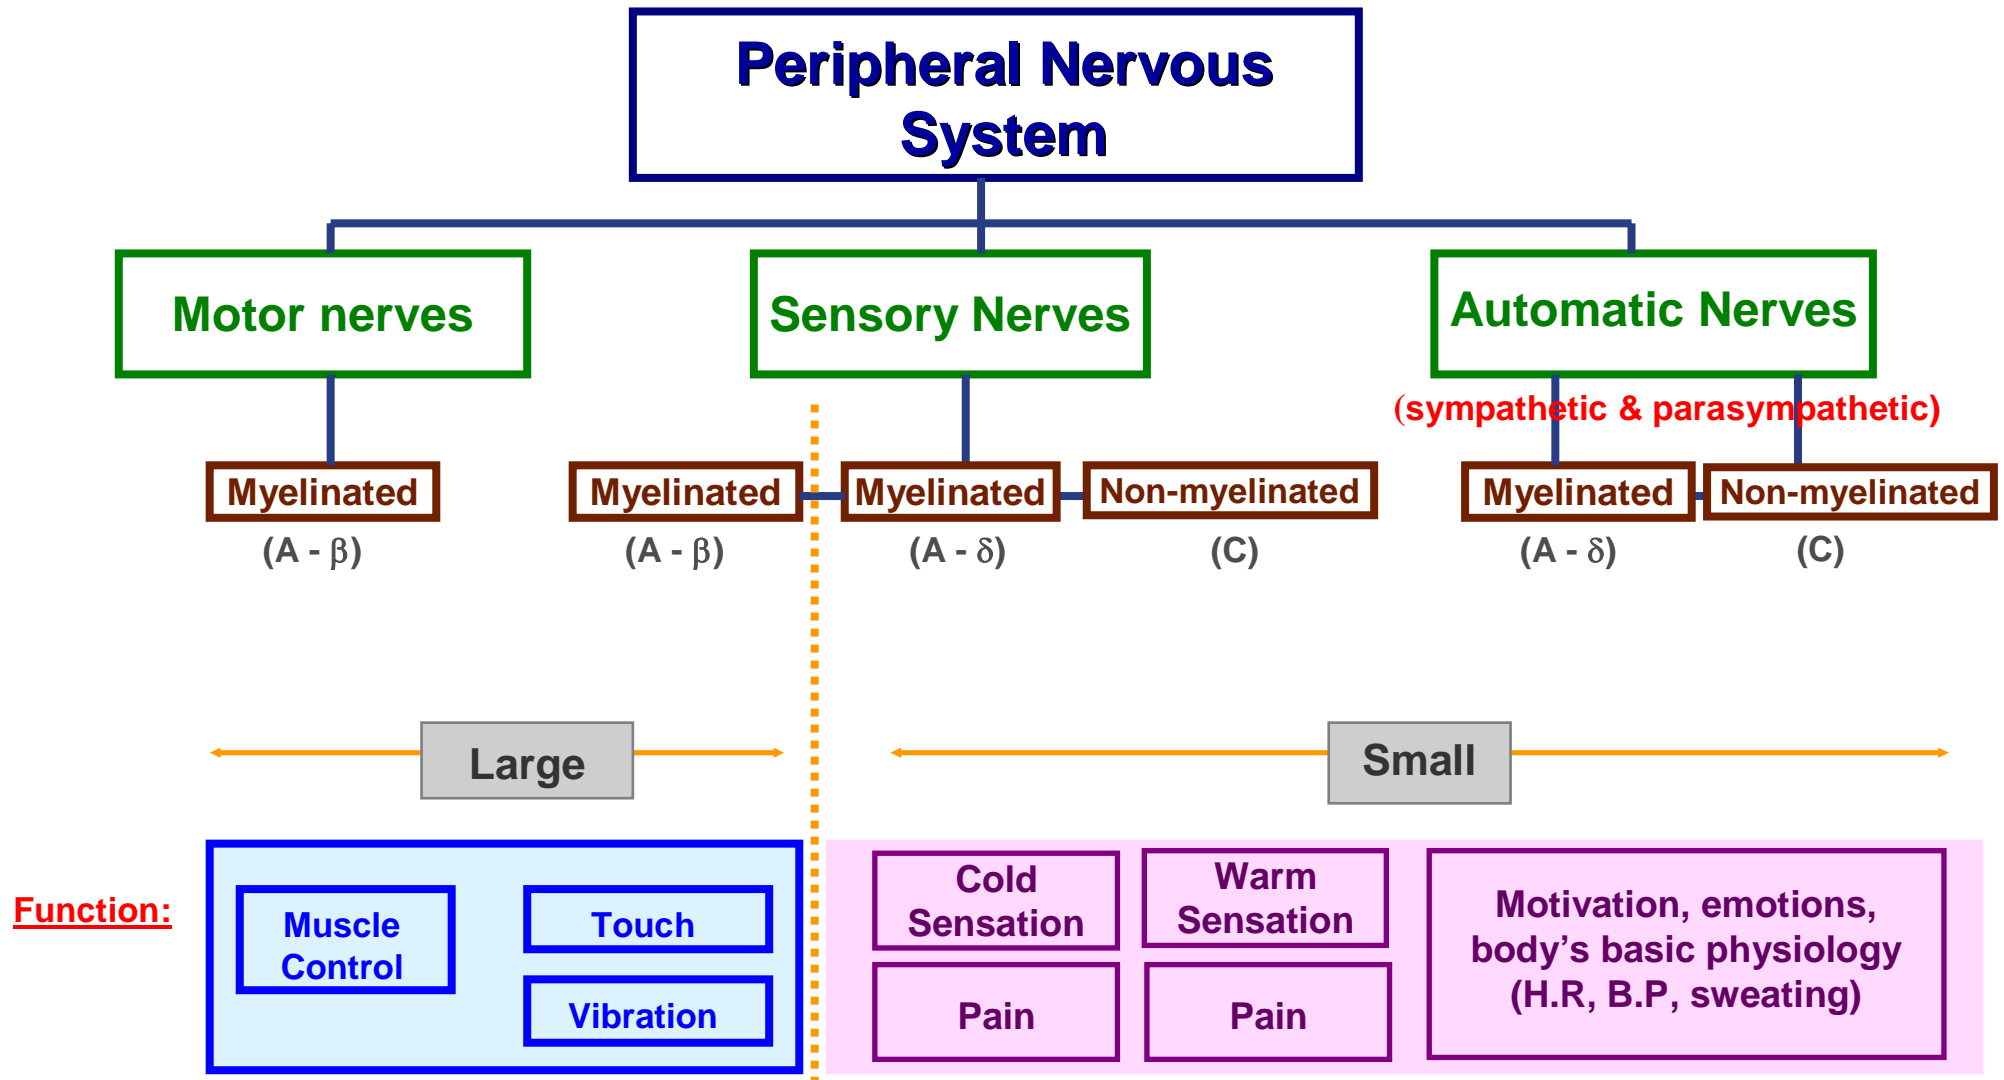 Peripheral Nervous
System
Motor nerves
Sensory Nerves
Automatic Nerves
(sympathetic & parasympathetic)
Myelinated
Myelinated
Myelinated
Non-myelinated
Myelinated
Non-myelinated
(A - β)
(A - β)
(A - δ)
(C)
(A - δ)
(C)
Large
Small
Function:
Muscle
Control
Touch
Vibration
Cold
Sensation
Warm
Sensation
Pain
Pain
Motivation, emotions,
body's basic physiology
(H.R, B.P, sweating)